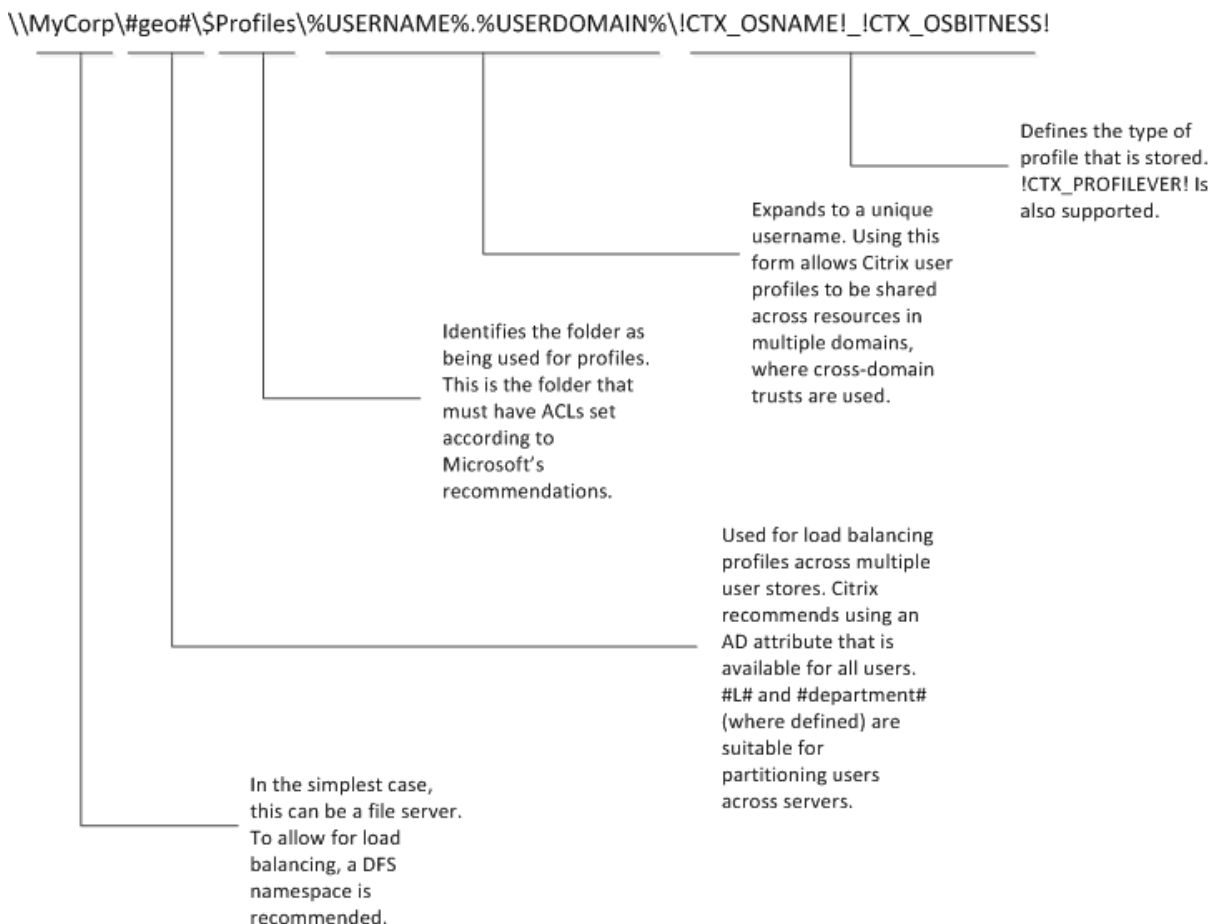 \\MyCorp\#geo#\$Profiles\%USERNAME%.%USERDOMAIN%\!CTX_OSNAME!_!CTX_OSBITNESS!
Defines the type of
profile that is stored.
!CTX_PROFILEVER! Is
also supported.
Expands to a unique
username. Using this
form allows Citrix user
profiles to be shared
across resources in
multiple domains,
where cross-domain
trusts are used.
Identifies the folder as
being used for profiles.
This is the folder that
must have ACLs set
according to
Microsoft's
recommendations.
Used for load balancing
profiles across multiple
user stores. Citrix
recommends using an
AD attribute that is
available for all users.
#L# and #department#
(where defined) are
suitable for
partitioning users
across servers.
In the simplest case,
this can be a file server.
To allow for load
balancing, a DFS
namespace is
recommended.